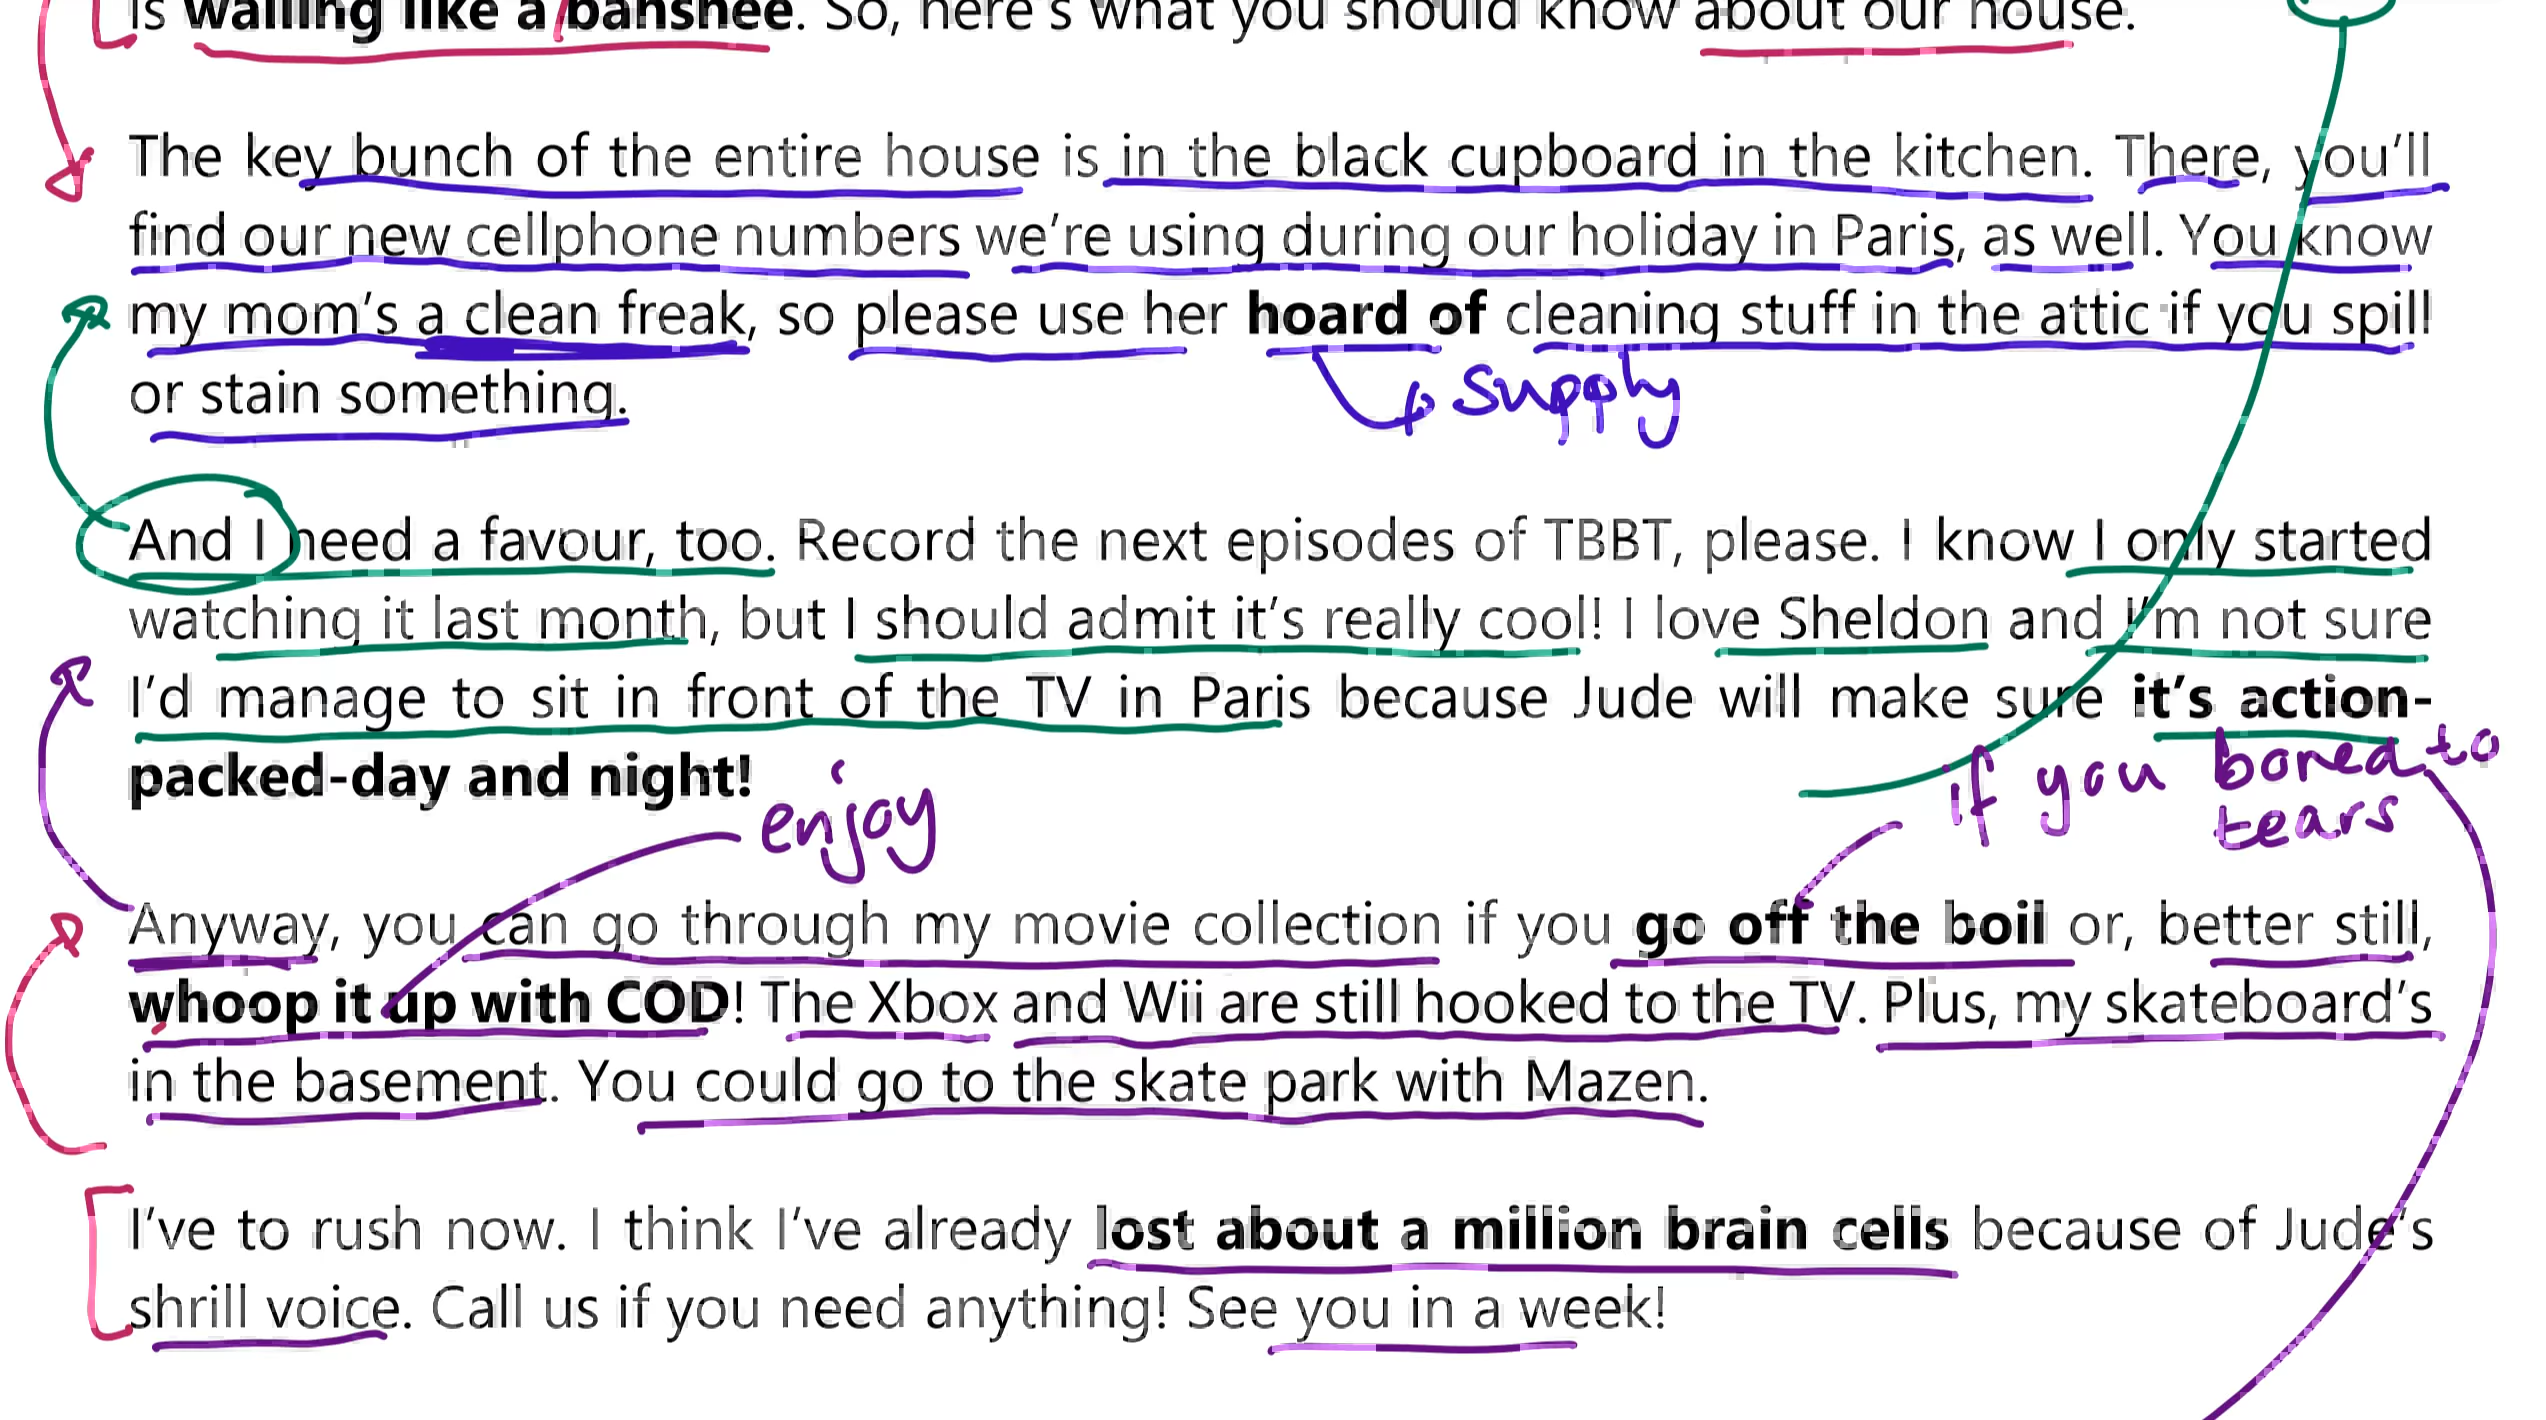 is wailing like a banshee. So, here's what you should know about our house.
The key bunch of the entire house is in the black cupboard in the kitchen. There, you'll
find our new cellphone numbers we're using during our holiday in Paris, as well. You know
my mom's a clean freak, so please use her hoard of cleaning stuff in the attic if you spill
or stain something.
supply
And I need a favour, too. Record the next episodes of TBBT, please. I know I only started
watching it last month, but I should admit it's really cool! I love Sheldon and I'm not sure
I'd manage to sit in front of the TV in Paris because Jude will make sure it's action-
packed-day and night!
enjoy
if you bored to
tears
Anyway, you can go through my movie collection if you go off the boil or, better still,
whoop it up with COD! The Xbox and Wii are still hooked to the TV. Plus, my skateboard's
in the basement. You could go to the skate park with Mazen.
I've to rush now. I think I've already lost about a million brain cells because of Jude's
shrill voice. Call us if you need anything! See you in a week!